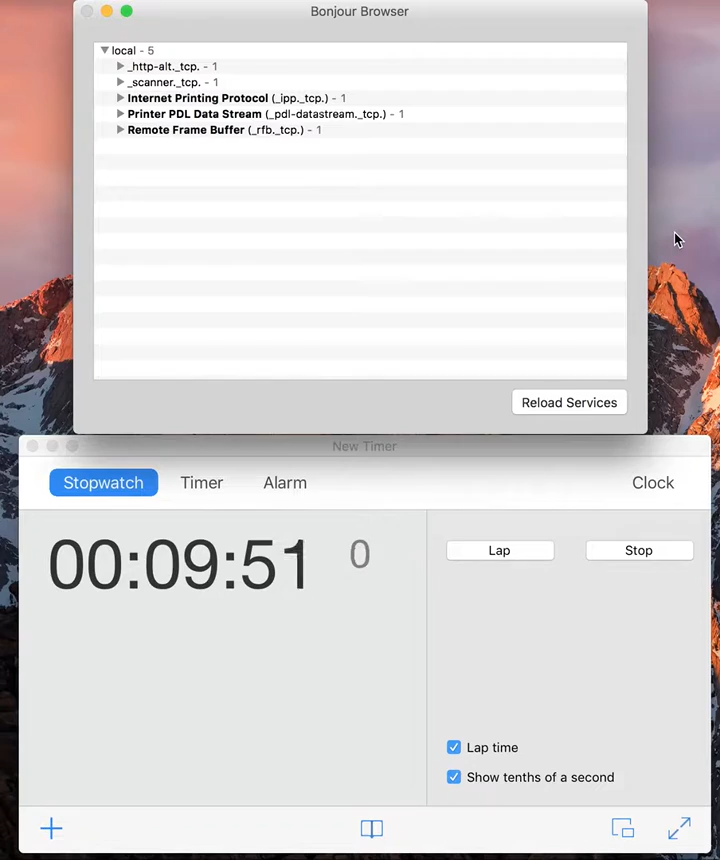 Bonjour Browser
local - 5
_http-alt._tcp. - 1
_scanner._tcp. - 1
Internet Printing Protocol (_ipp._tcp.) - 1
Printer PDL Data Stream (_pdl-datastream._tcp.) - 1
Remote Frame Buffer (_rfb._tcp.) - 1
Reload Services
New Timer
Stopwatch Timer Alarm Clock
00:09:51 0
Lap Stop
Lap time
Show tenths of a second